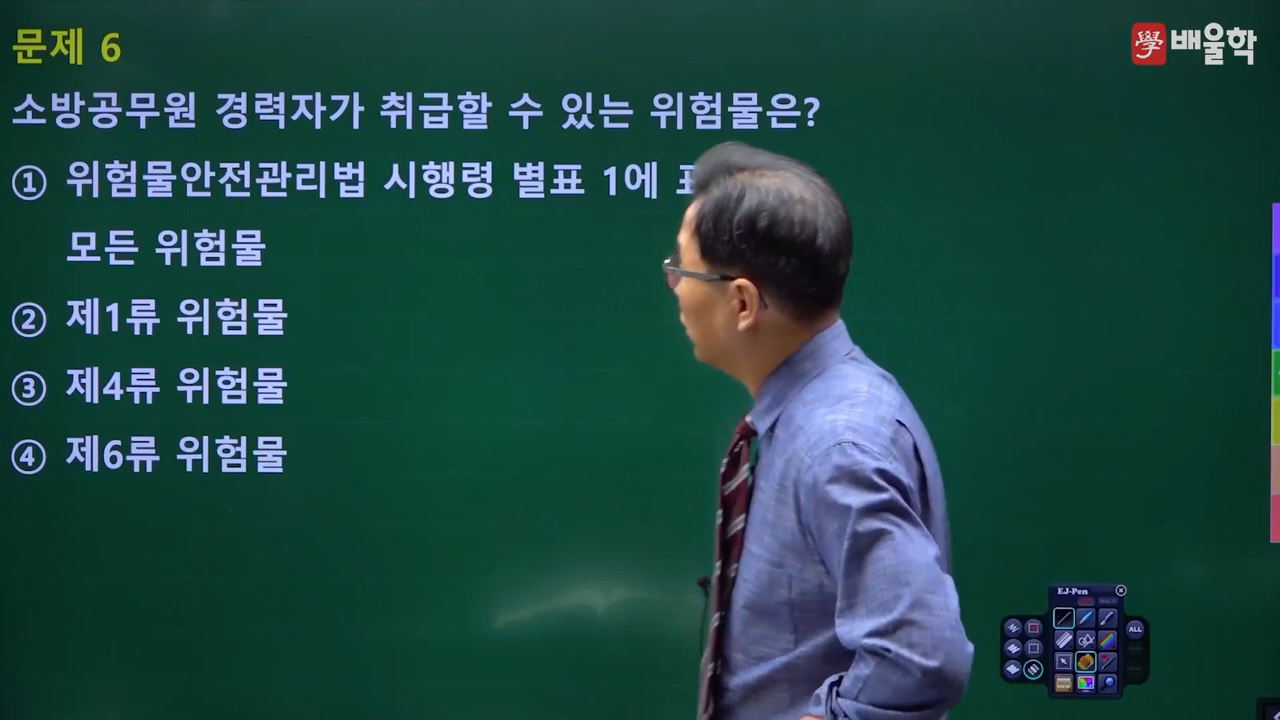 문제 6
學 배울학
소방공무원 경력자가 취급할 수 있는 위험물은?
① 위험물안전관리법 시행령 별표 1에
모든 위험물
② 제1류 위험물
③ 제4류 위험물
④ 제6류 위험물
EJ-Pen
ALL